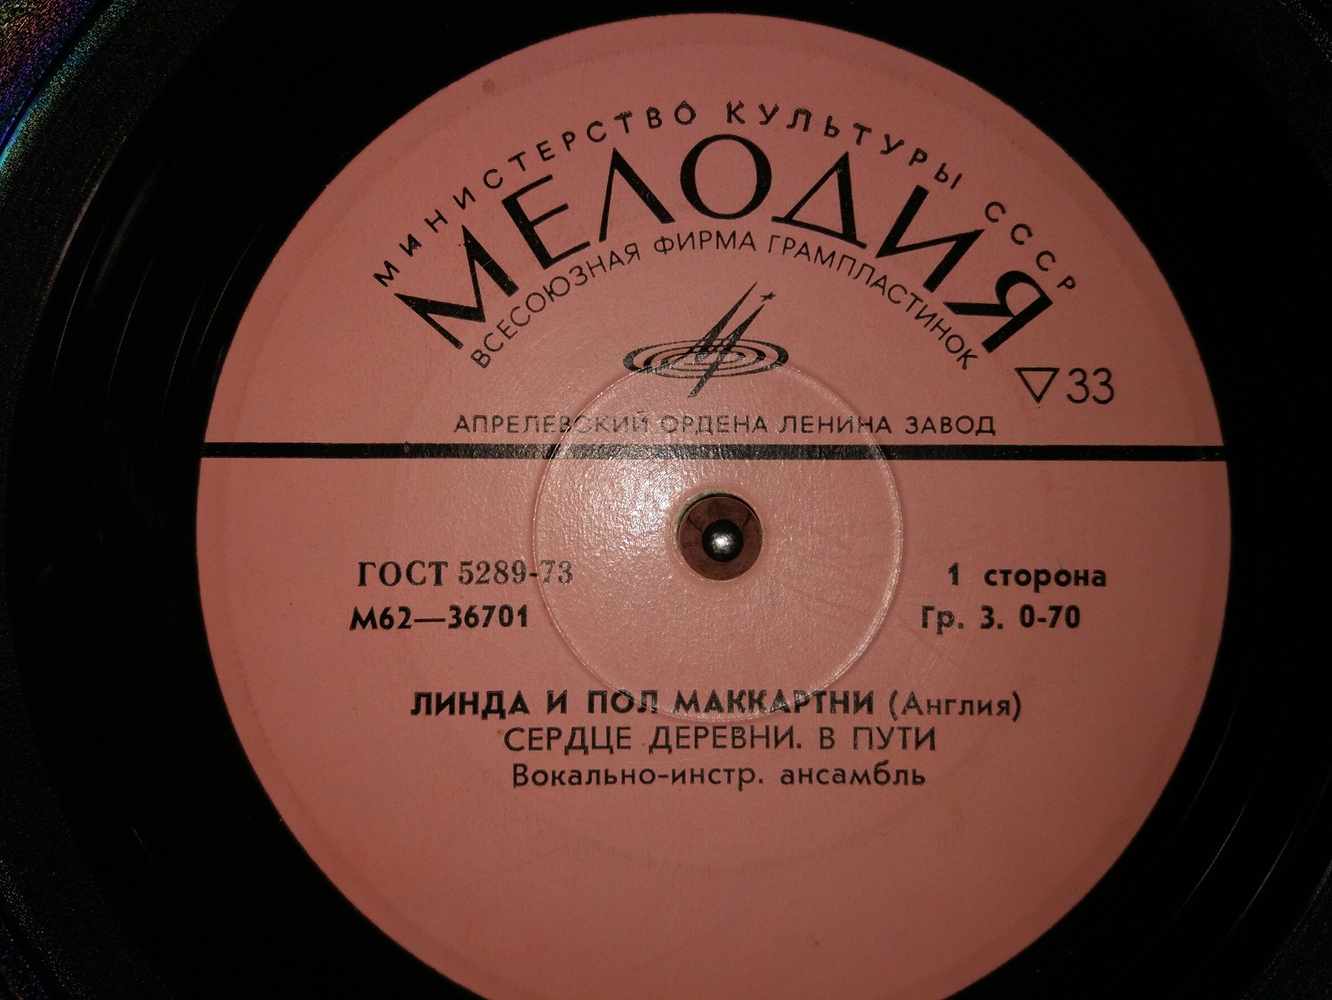 МИНИСТЕРСТВО КУЛЬТУРЫ СССР
МЕЛОДИЯ
ВСЕСОЮЗНАЯ ФИРМА ГРАМПЛАСТИНОК
33
АПРЕЛЕВСКИЙ ОРДЕНА ЛЕНИНА ЗАВОД
ГОСТ 5289-73
1 сторона
М62—36701
Гр. 3. 0-70
ЛИНДА И ПОЛ МАККАРТНИ (Англия)
СЕРДЦЕ ДЕРЕВНИ. В ПУТИ
Вокально-инстр. ансамбль